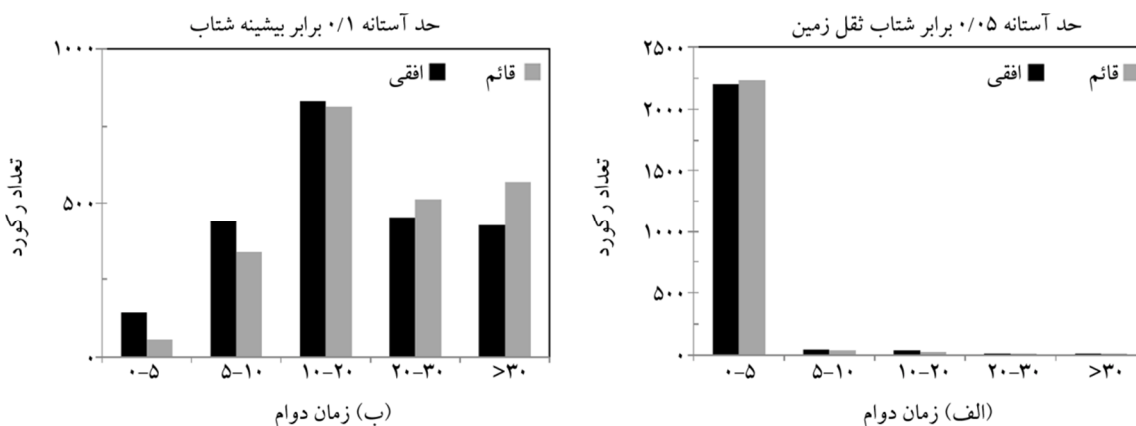 حد آستانه ۰/۰۵ برابر شتاب ثقل زمین
قائم
افقی
تعداد رکورد
۲۵۰۰
۲۰۰۰
۱۵۰۰
۱۰۰۰
۵۰۰
۰
۰-۵
۵-۱۰
۱۰-۲۰
۲۰-۳۰
>۳۰
(الف) زمان دوام
حد آستانه ۰/۱ برابر بیشینه شتاب
قائم
افقی
تعداد رکورد
۱۰۰۰
۵۰۰
۰
۰-۵
۵-۱۰
۱۰-۲۰
۲۰-۳۰
>۳۰
(ب) زمان دوام